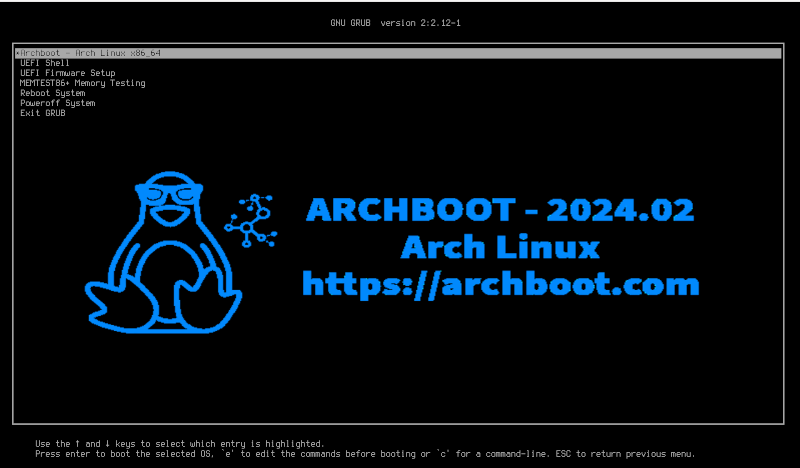 GNU GRUB version 2:2.12-1
*Archboot - Arch Linux x86_64
UEFI Shell
UEFI Firmware Setup
MEMTEST86+ Memory Testing
Reboot System
Poweroff System
Exit GRUB
ARCHBOOT - 2024.02
Arch Linux
https://archboot.com
Use the ↑ and ↓ keys to select which entry is highlighted.
Press enter to boot the selected OS, `e' to edit the commands before booting or `c' for a command-line. ESC to return previous menu.